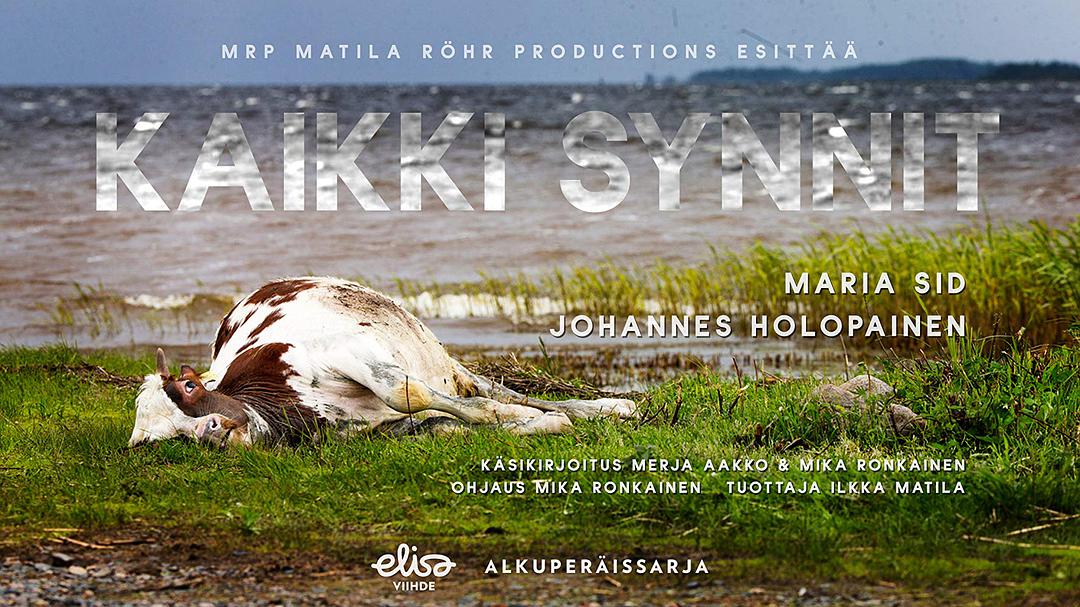 MRP MATILA RÖHR PRODUCTIONS ESITTÄÄ
KAIKKI SYNNIT
MARIA SID
JOHANNES HOLOPAINEN
KÄSIKIRJOITUS MERJA AAKKO & MIKA RONKAINEN
OHJAUS MIKA RONKAINEN TUOTTAJA ILKKA MATILA
elisa
VIIHDE
ALKUPERÄISSARJA